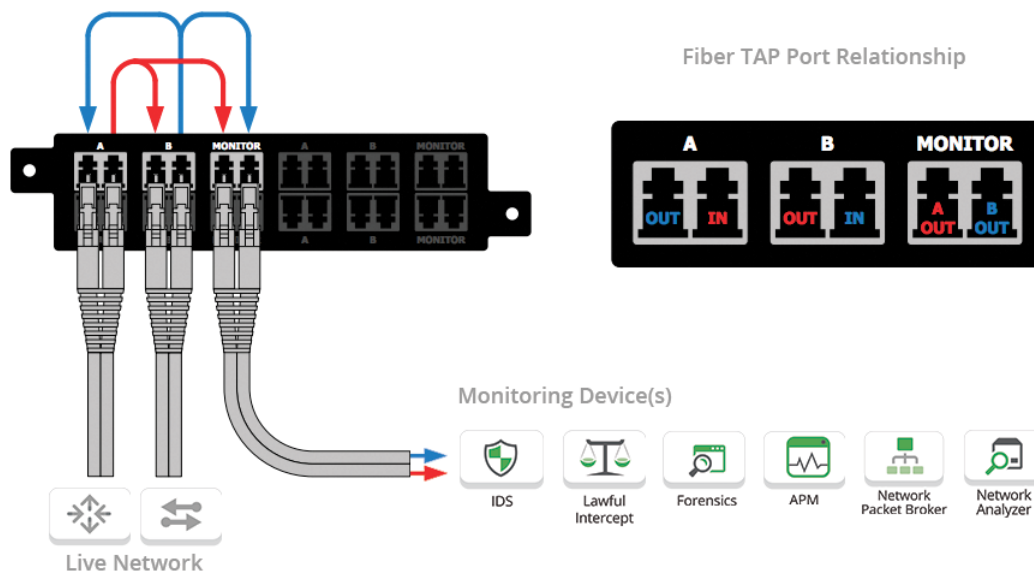 Fiber TAP Port Relationship
A B MONITOR A B MONITOR
A B MONITOR
A B MONITOR
OUT IN OUT IN A OUT B OUT
Monitoring Device(s)
IDS
Lawful
Intercept
Forensics
APM
Network
Packet Broker
Network
Analyzer
Live Network